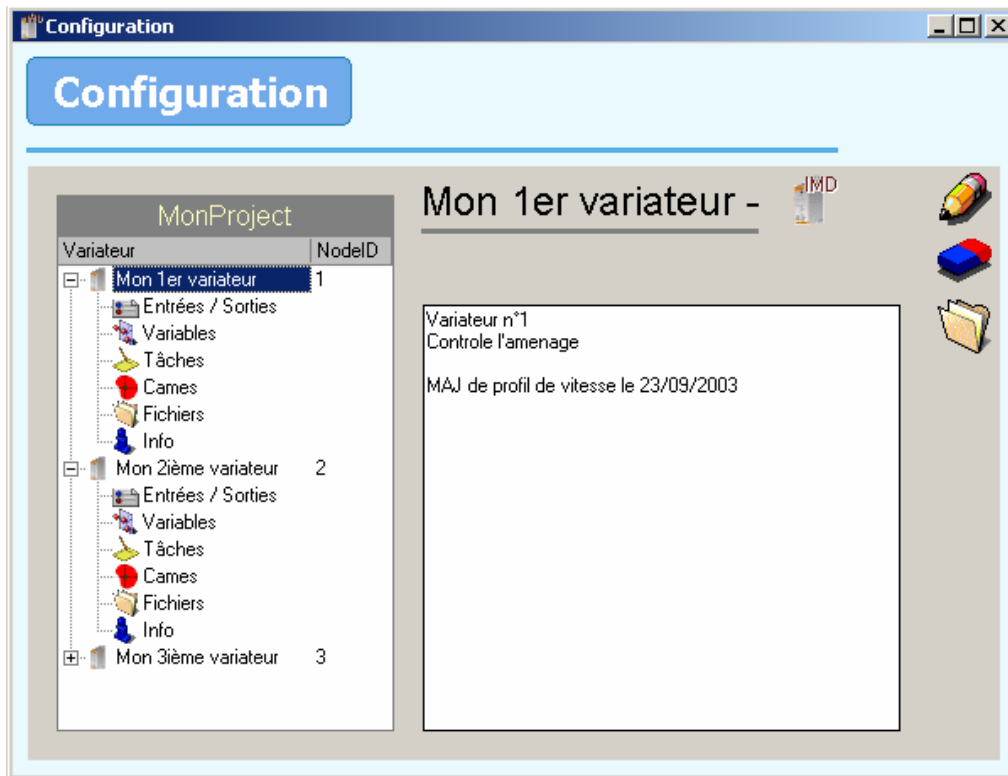 Configuration
Configuration
MonProject
Variateur NodeID
Mon 1er variateur 1
Entrées / Sorties
Variables
Tâches
Cames
Fichiers
Info
Mon 2ième variateur 2
Entrées / Sorties
Variables
Tâches
Cames
Fichiers
Info
Mon 3ième variateur 3
Mon 1er variateur -
IMD
Variateur n°1
Controle l'amenage
MAJ de profil de vitesse le 23/09/2003